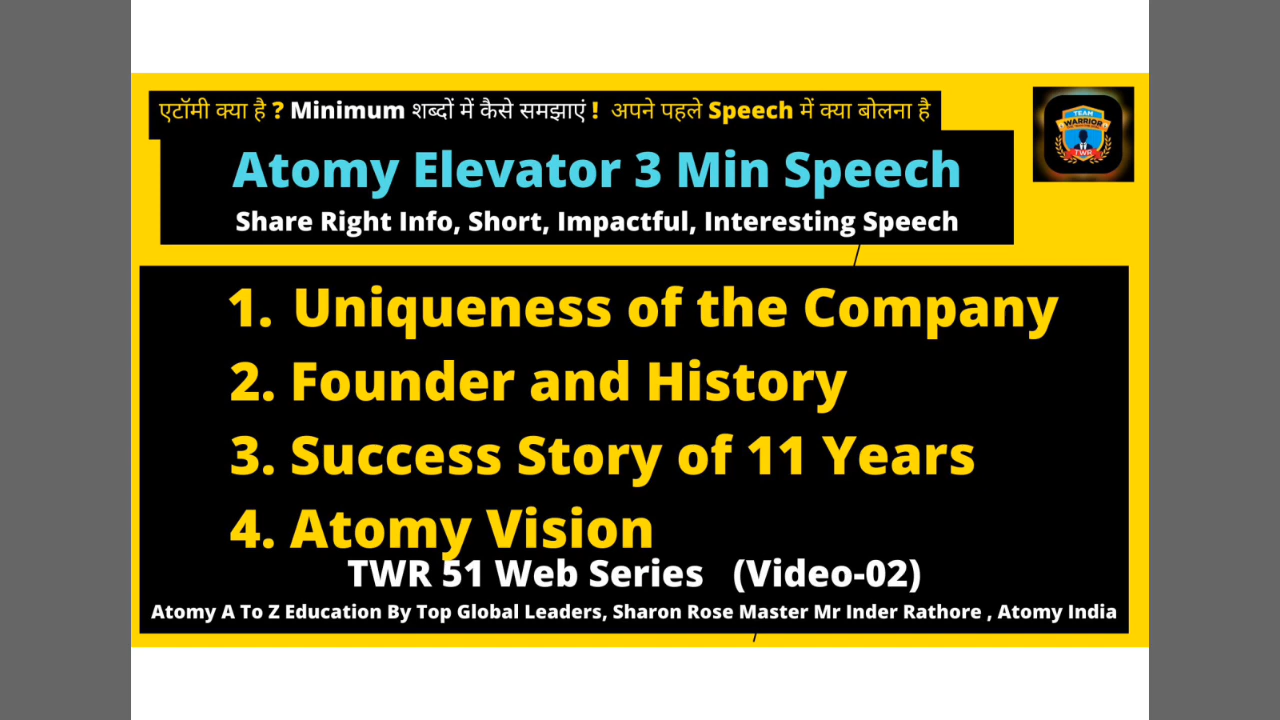 एटॉमी क्या है ? Minimum शब्दों में कैसे समझाएं ! अपने पहले Speech में क्या बोलना है
TEAM
WARRIOR
TWR
Atomy Elevator 3 Min Speech
Share Right Info, Short, Impactful, Interesting Speech
1. Uniqueness of the Company
2. Founder and History
3. Success Story of 11 Years
4. Atomy Vision
TWR 51 Web Series (Video-02)
Atomy A To Z Education By Top Global Leaders, Sharon Rose Master Mr Inder Rathore , Atomy India